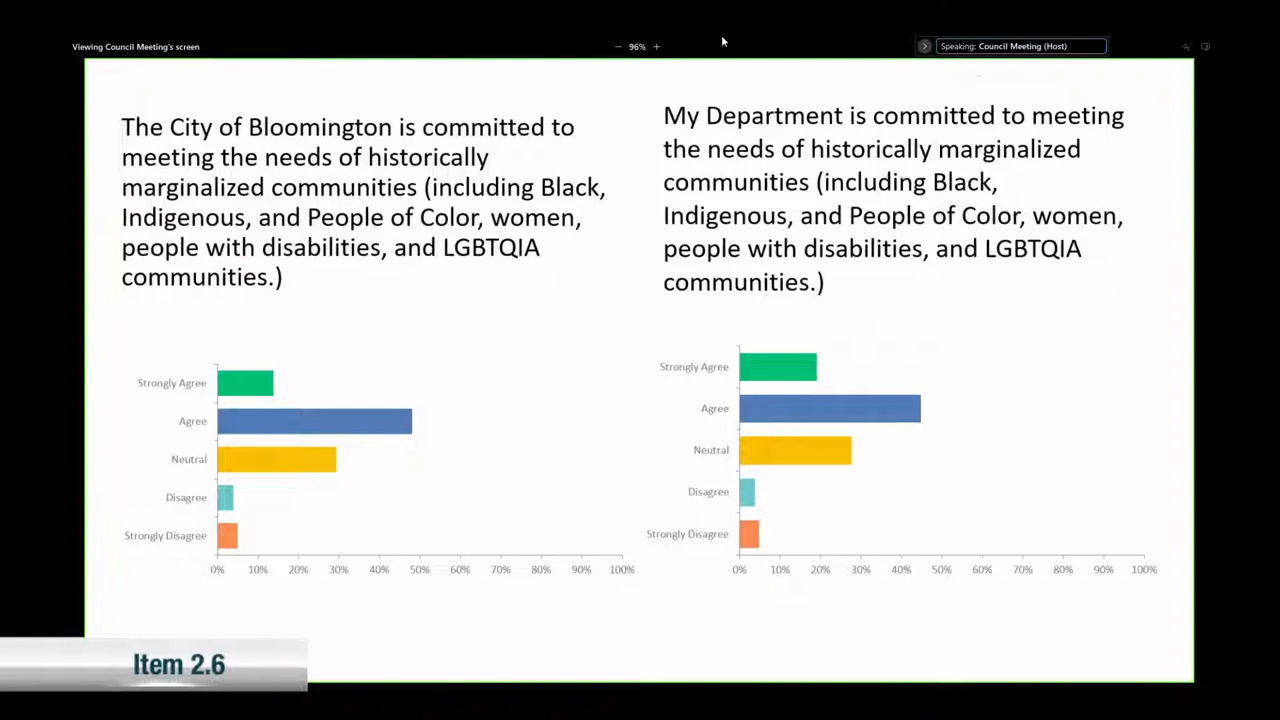 Viewing Council Meeting's screen
96%
Speaking: Council Meeting (Host)
The City of Bloomington is committed to
meeting the needs of historically
marginalized communities (including Black,
Indigenous, and People of Color, women,
people with disabilities, and LGBTQIA
communities.)
Strongly Agree
Agree
Neutral
Disagree
Strongly Disagree
0% 10% 20% 30% 40% 50% 60% 70% 80% 90% 100%
My Department is committed to meeting
the needs of historically marginalized
communities (including Black,
Indigenous, and People of Color, women,
people with disabilities, and LGBTQIA
communities.)
Strongly Agree
Agree
Neutral
Disagree
Strongly Disagree
0% 10% 20% 30% 40% 50% 60% 70% 80% 90% 100%
Item 2.6